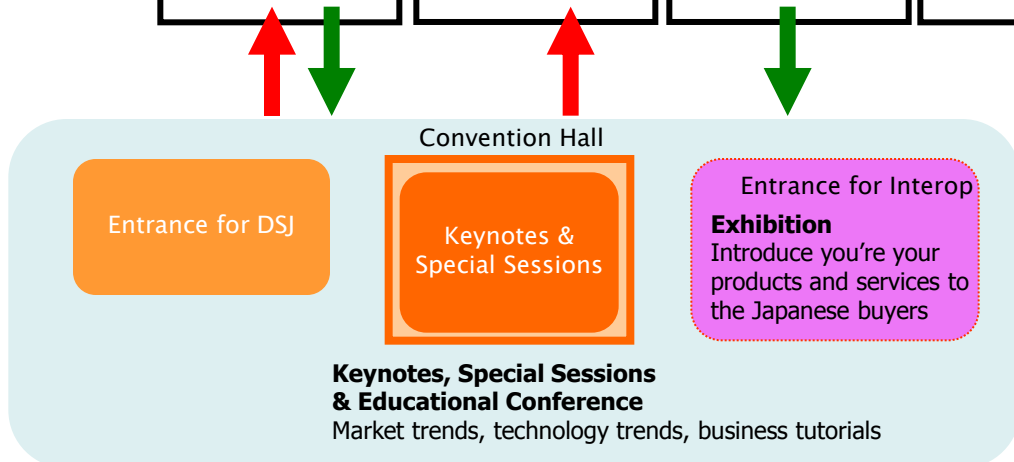 Convention Hall
Entrance for DSJ
Keynotes &
Special Sessions
Entrance for Interop
Exhibition
Introduce you’re your
products and services to
the Japanese buyers
Keynotes, Special Sessions
& Educational Conference
Market trends, technology trends, business tutorials